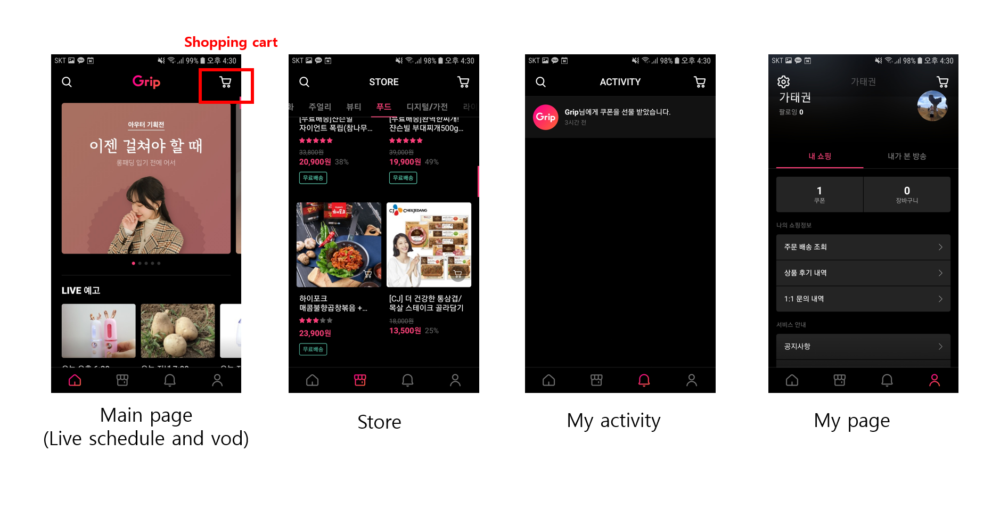 Shopping cart
SKT 99% 오후 4:30
Grip
아우터 기획전
이젠 걸쳐야 할 때
롱패딩 입기 전에 어서
LIVE 예고
Main page
(Live schedule and vod)
SKT 98% 오후 4:30
STORE
화 주얼리 뷰티 푸드 디지털/가전 라이
[무료배송]쟌슨빌
자이언트 폭립(참나무...
33,800원
20,900원 38%
무료배송
[무료배송]완벽한찌개!
쟌슨빌 부대찌개500g...
39,000원
19,900원 49%
무료배송
CJ CHEILJEDANG
하이포크
매콤불향곱창볶음 +...
23,900원
무료배송
[CJ] 더 건강한 통삼겹/
목살 스테이크 골라담기
18,000원
13,500원 25%
Store
SKT 98% 오후 4:30
ACTIVITY
Grip
Grip님에게 쿠폰을 선물 받았습니다.
3시간 전
My activity
SKT 98% 오후 4:30
가태권
가태권
팔로잉 0
내 쇼핑 내가 본 방송
1 0
쿠폰 장바구니
나의 쇼핑정보
주문 배송 조회
상품 후기 내역
1:1 문의 내역
서비스 안내
공지사항
My page